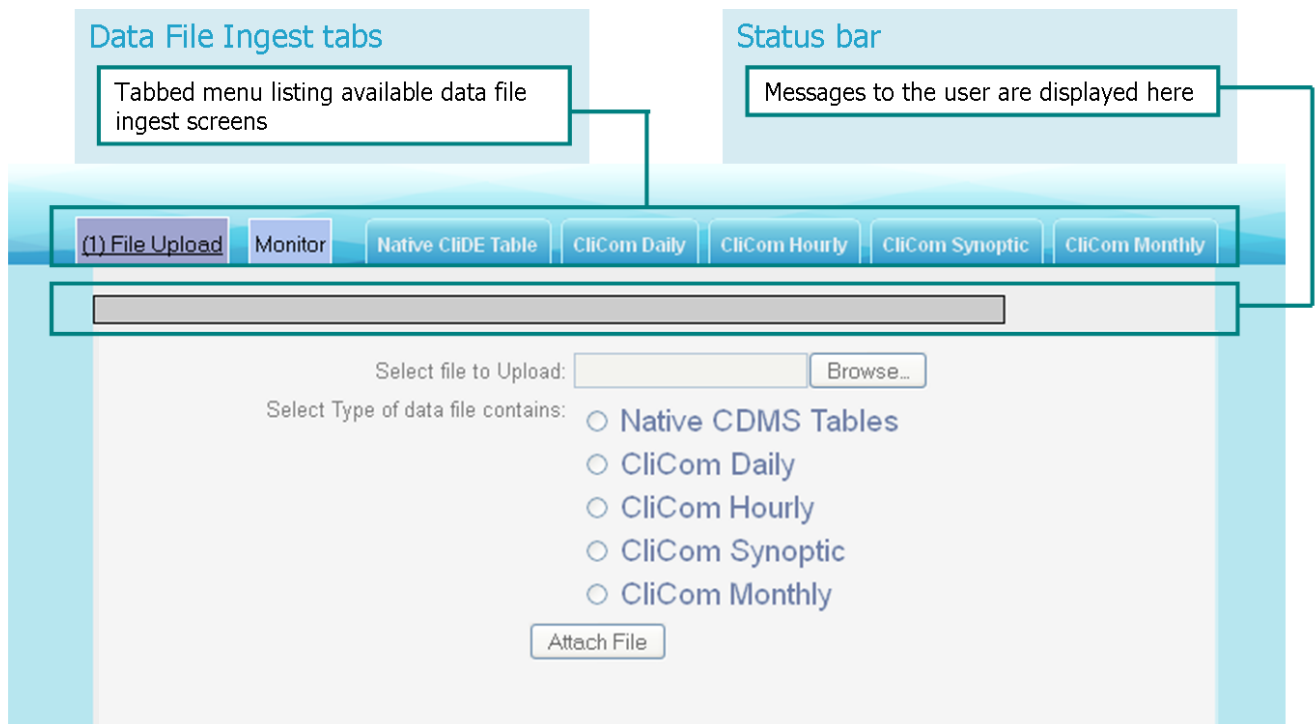 Data File Ingest tabs
Tabbed menu listing available data file
ingest screens
Status bar
Messages to the user are displayed here
(1) File Upload Monitor Native CliDE Table CliCom Daily CliCom Hourly CliCom Synoptic CliCom Monthly
Select file to Upload: Browse...
Select Type of data file contains:
Native CDMS Tables
CliCom Daily
CliCom Hourly
CliCom Synoptic
CliCom Monthly
Attach File